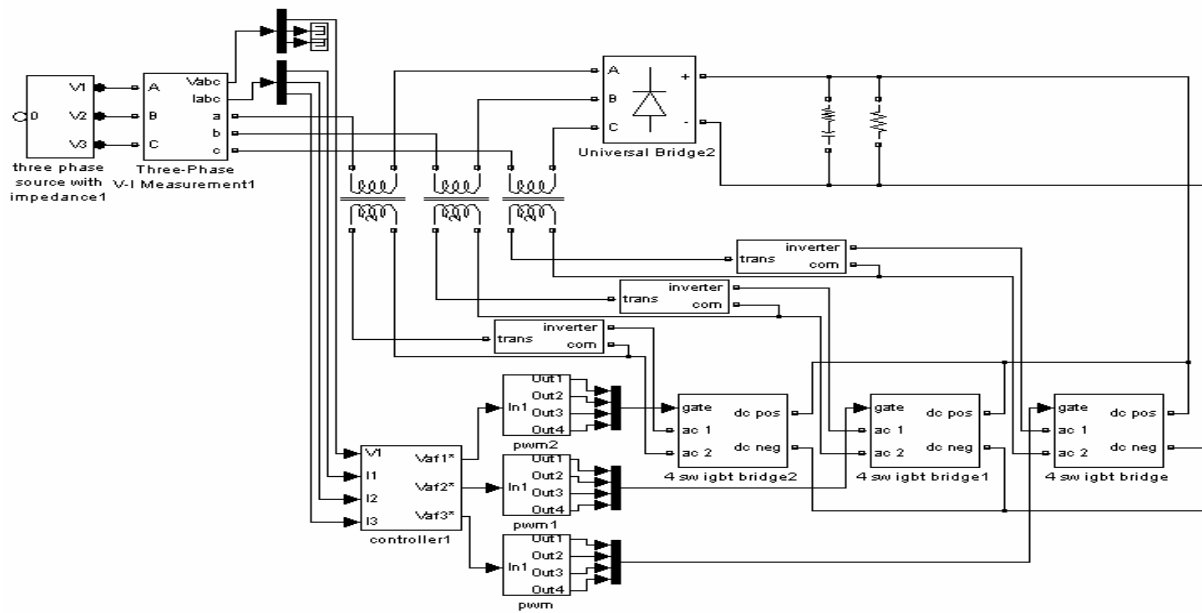 V1
0
V2
V3
three phase
source with
impedance1
Vabc
A
Iabc
a
B
b
C
c
Three-Phase
V-I Measurement1
A
+
B
C
-
Universal Bridge2
inverter
trans
com
inverter
trans
com
inverter
trans
com
Out1
Out2
In1
Out3
Out4
pwm2
gate
dc pos
ac 1
dc neg
ac 2
4 sw igbt bridge2
gate
dc pos
ac 1
dc neg
ac 2
4 sw igbt bridge1
gate
dc pos
ac 1
dc neg
ac 2
4 sw igbt bridge
V1
Vaf1*
I1
Vaf2*
I2
Vaf3*
I3
controller1
Out1
Out2
In1
Out3
Out4
pwm1
Out1
Out2
In1
Out3
Out4
pwm